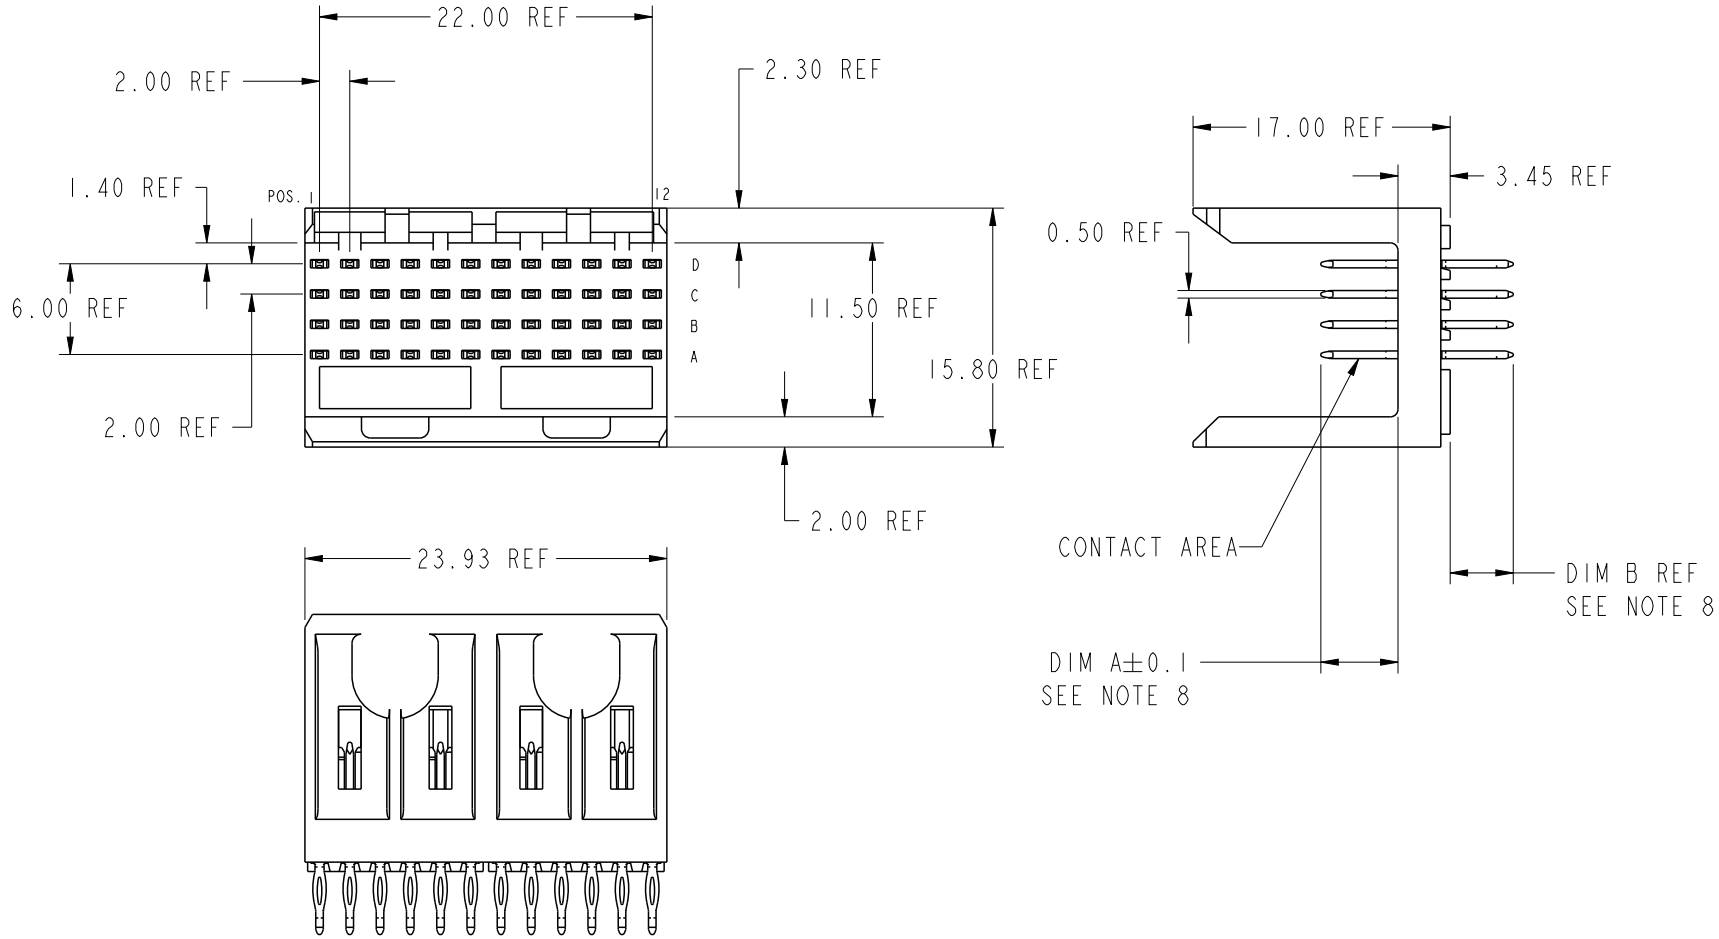 22.00 REF
2.00 REF
2.30 REF
17.00 REF
1.40 REF
POS. 1
12
3.45 REF
0.50 REF
D
C
B
A
6.00 REF
11.50 REF
15.80 REF
2.00 REF
2.00 REF
CONTACT AREA
23.93 REF
DIM B REF
SEE NOTE 8
DIM A±0.1
SEE NOTE 8